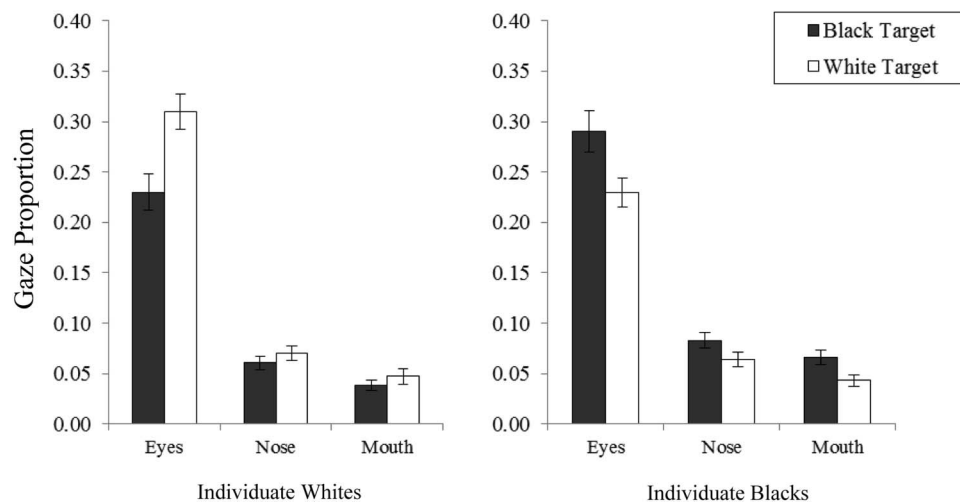 Gaze Proportion
0.40
0.35
0.30
0.25
0.20
0.15
0.10
0.05
0.00
Eyes Nose Mouth
Individuate Whites
0.40
0.35
0.30
0.25
0.20
0.15
0.10
0.05
0.00
Eyes Nose Mouth
Individuate Blacks
Black Target
White Target